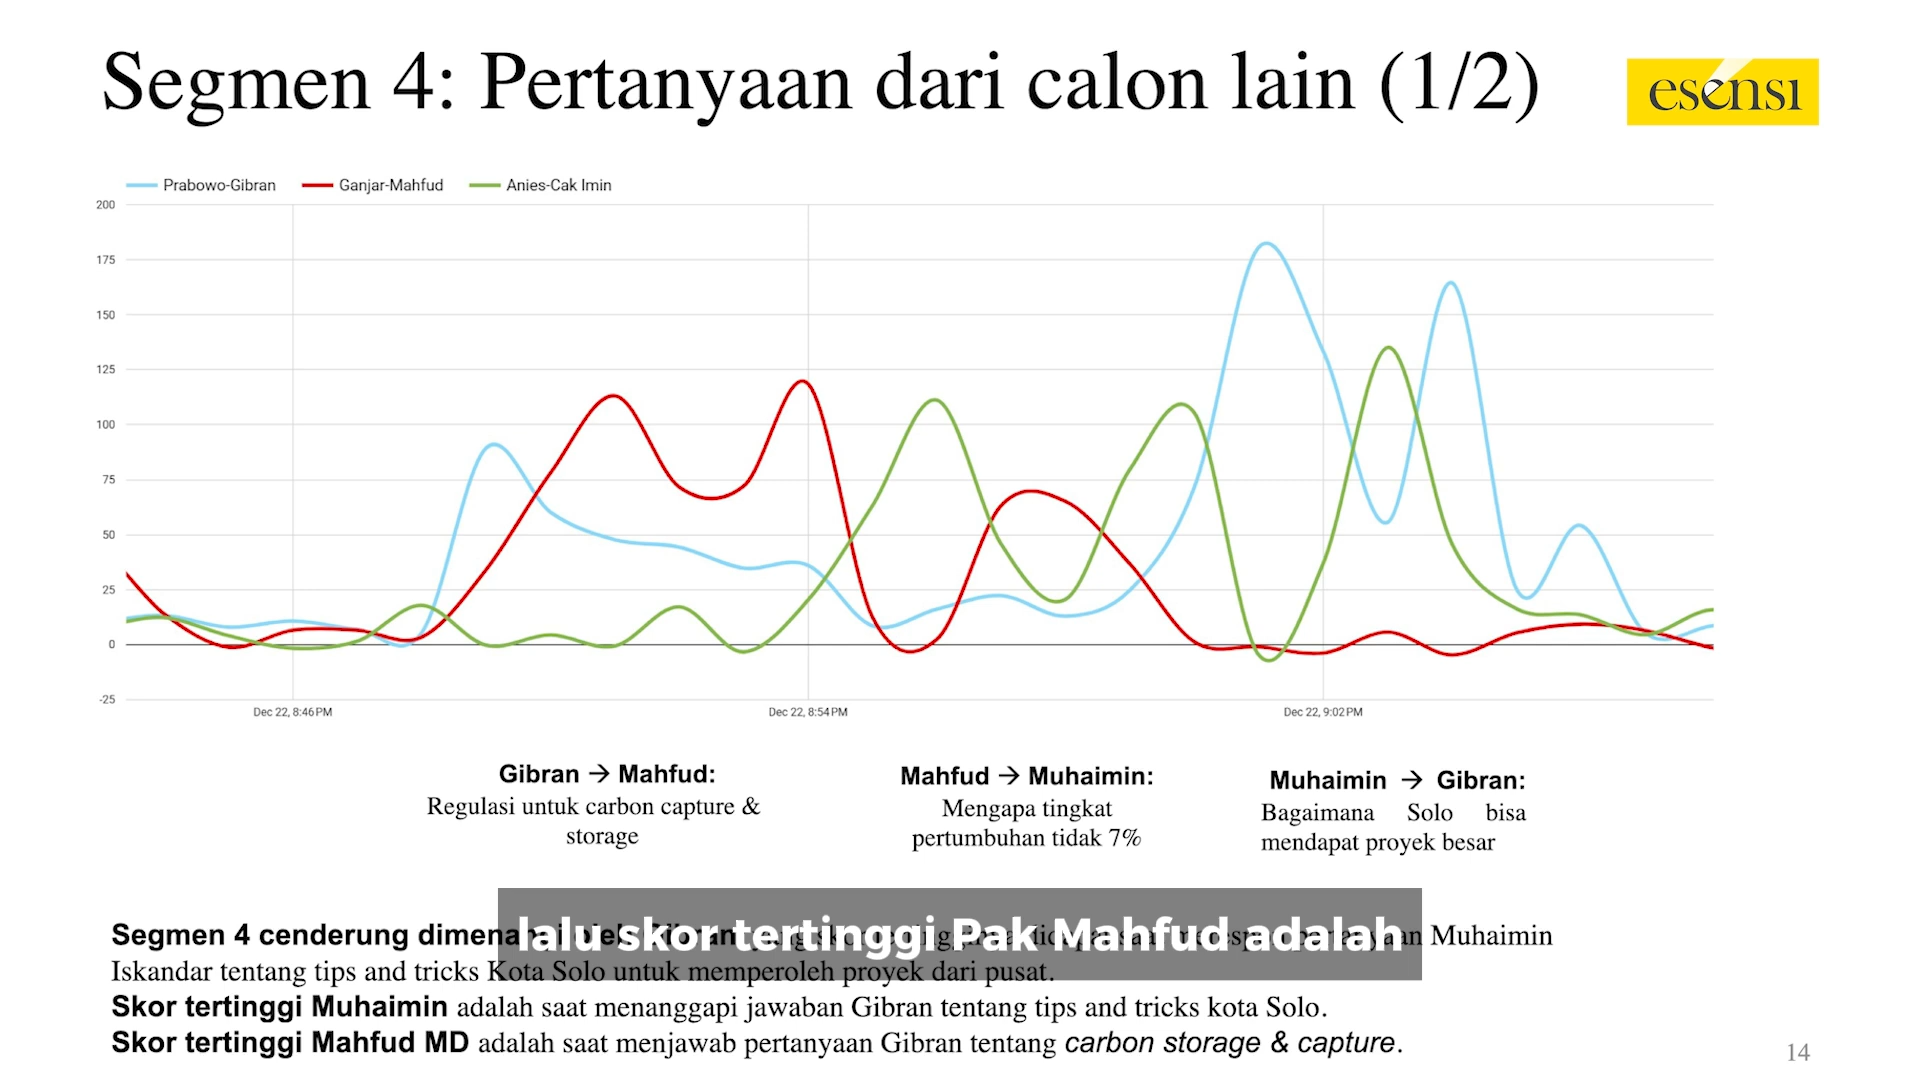 Segmen 4: Pertanyaan dari calon lain (1/2)
esensi
Prabowo-Gibran Ganjar-Mahfud Anies-Cak Imin
200
175
150
125
100
75
50
25
0
-25
Dec 22, 8:46 PM Dec 22, 8:54 PM Dec 22, 9:02 PM
Gibran → Mahfud:
Regulasi untuk carbon capture &
storage
Mahfud → Muhaimin:
Mengapa tingkat
pertumbuhan tidak 7%
Muhaimin → Gibran:
Bagaimana Solo bisa
mendapat proyek besar
lalu skor tertinggi Pak Mahfud adalah
Segmen 4 cenderung Muhaimin
Iskandar tentang tips and tricks Kota Solo untuk memperoleh proyek dari pusat.
Skor tertinggi Muhaimin adalah saat menanggapi jawaban Gibran tentang tips and tricks kota Solo.
Skor tertinggi Mahfud MD adalah saat menjawab pertanyaan Gibran tentang carbon storage & capture.
14